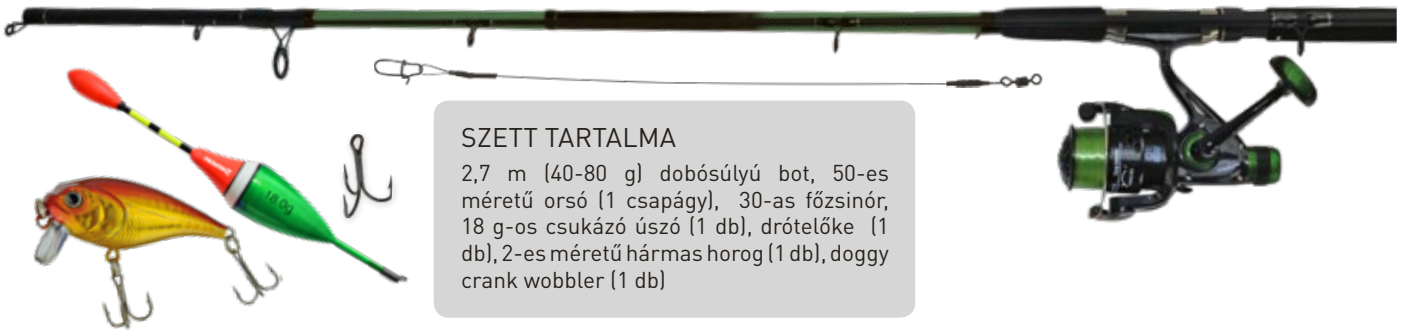 18.0g
SZETT TARTALMA
2,7 m (40-80 g) dobósúlyú bot, 50-es
méretű orsó (1 csapágy), 30-as főzsinór,
18 g-os csukázó úszó (1 db), drótelőke (1
db), 2-es méretű hármas horog (1 db), doggy
crank wobbler (1 db)